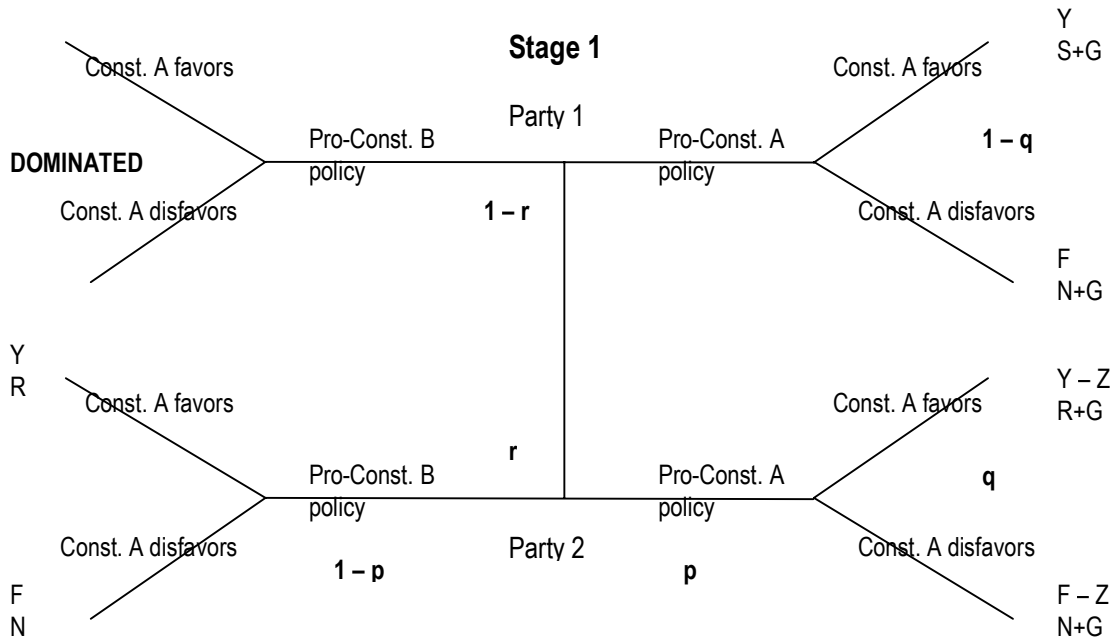 Y
S+G
Stage 1
Const. A favors
Const. A favors
Party 1
DOMINATED
Pro-Const. B
policy
Pro-Const. A
policy
1 – q
Const. A disfavors
1 – r
Const. A disfavors
F
N+G
Y
R
Y – Z
R+G
Const. A favors
Const. A favors
r
Pro-Const. B
policy
Pro-Const. A
policy
q
Const. A disfavors
Party 2
Const. A disfavors
1 – p
p
F
N
F – Z
N+G